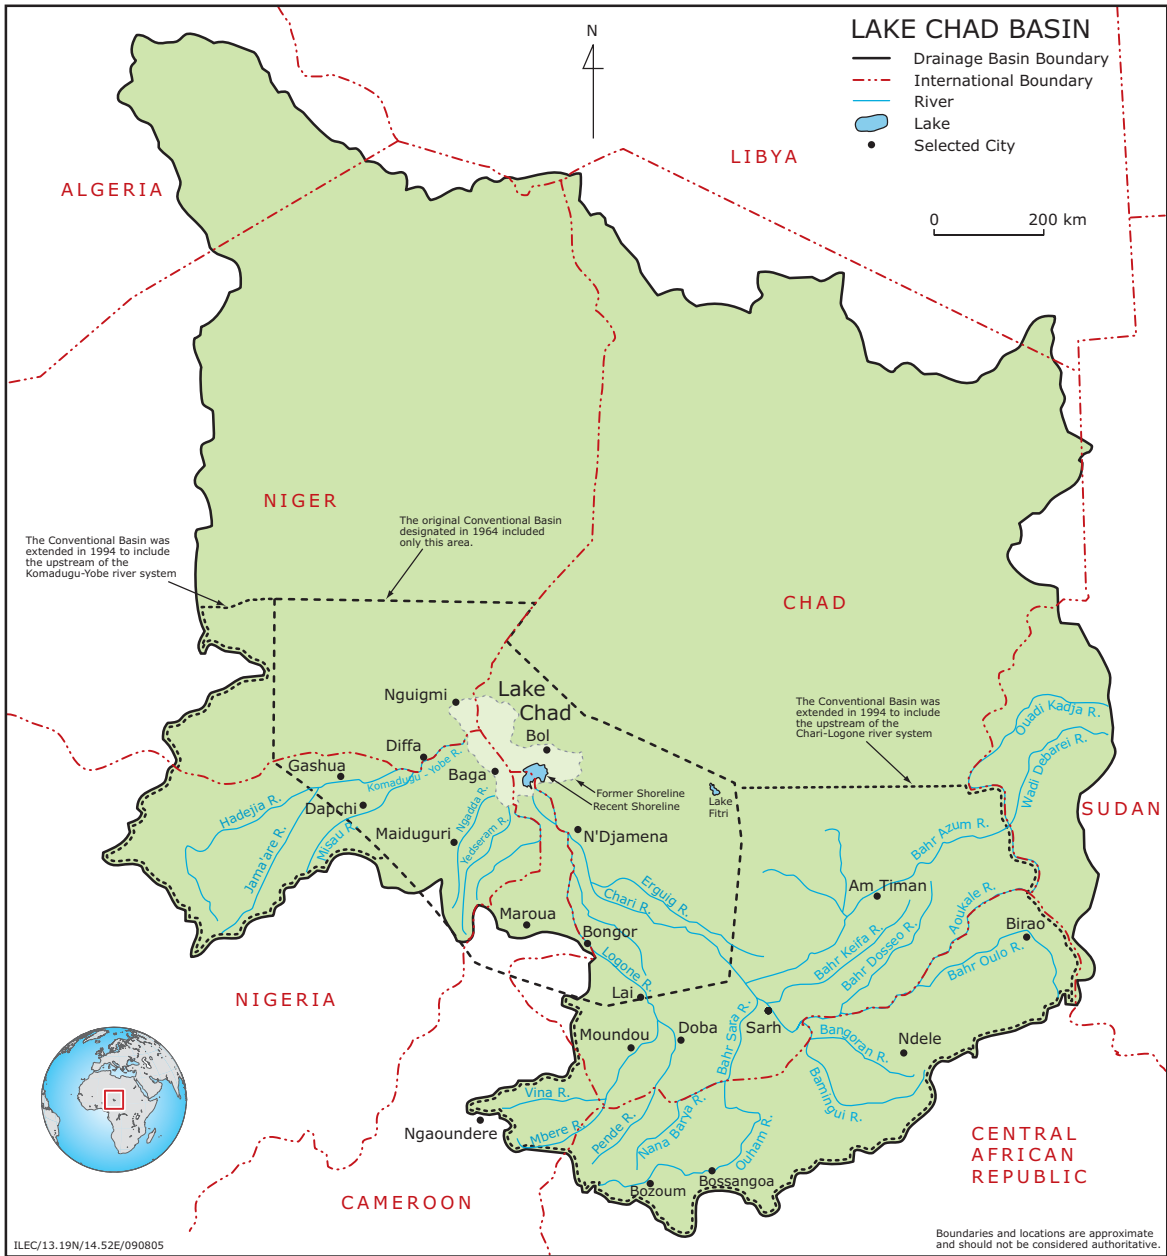 LAKE CHAD BASIN
Drainage Basin Boundary
International Boundary
River
Lake
Selected City
N
0 200 km
LIBYA
ALGERIA
NIGER
The original Conventional Basin
designated in 1964 included
only this area.
The Conventional Basin was
extended in 1994 to include
the upstream of the
Komadugu-Yobe river system
CHAD
The Conventional Basin was
extended in 1994 to include
the upstream of the
Chari-Logone river system
Nguigmi
Lake
Chad
Bol
Diffa
Baga
Gashua
Komadugu - Yobe R.
Former Shoreline
Recent Shoreline
Lake
Fitri
Ouadi Kadja R.
Wadi Debarei R.
SUDAN
Hadejia R.
Dapchi
Misau R.
Jama'are R.
Maiduguri
Ngadda R.
Yedseram R.
N'Djamena
Bahr Azum R.
Am Timan
Erguig R.
Chari R.
Aoukale R.
Birao
Maroua
Bongor
Logone R.
Bahr Keifa R.
Bahr Dosseo R.
Bahr Oulo R.
NIGERIA
Lai
Moundou
Doba
Bahr Sara R.
Sarh
Bangoran R.
Ndele
Bamingui R.
Vina R.
Mbere R.
Ngaoundere
Pende R.
Nana Barya R.
Ouham R.
Bozoum
Bossangoa
CENTRAL
AFRICAN
REPUBLIC
CAMEROON
ILEC/13.19N/14.52E/090805
Boundaries and locations are approximate
and should not be considered authoritative.